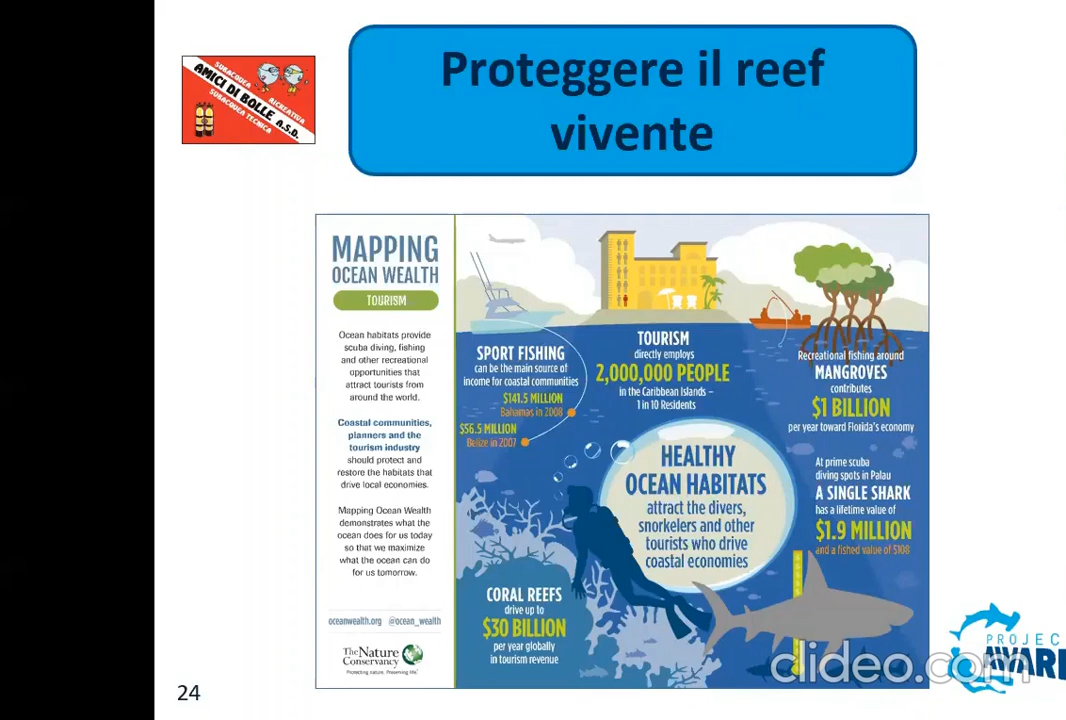 Proteggere il reef
vivente
SUBACQUEA
RICREATIVA
AMICI DI BOLLE A.S.D.
SUBACQUEA TECNICA
MAPPING
OCEAN WEALTH
TOURISM
Ocean habitats provide
scuba diving, fishing
and other recreational
opportunities that
attract tourists from
around the world.
Coastal communities,
planners and the
tourism industry
should protect and
restore the habitats that
drive local economies.
Mapping Ocean Wealth
demonstrates what the
ocean does for us today
so that we maximize
what the ocean can do
for us tomorrow.
oceanwealth.org @ocean_wealth
The Nature
Conservancy
Protecting nature. Preserving life.
SPORT FISHING
can be the main source of
income for coastal communities
$141.5 MILLION
Bahamas in 2008
$56.5 MILLION
Belize in 2007
TOURISM
directly employs
2,000,000 PEOPLE
in the Caribbean Islands –
1 in 10 Residents
Recreational fishing around
MANGROVES
contributes
$1 BILLION
per year toward Florida's economy
HEALTHY
OCEAN HABITATS
attract the divers,
snorkelers and other
tourists who drive
coastal economies
At prime scuba
diving spots in Palau
A SINGLE SHARK
has a lifetime value of
$1.9 MILLION
and a fished value of $108
CORAL REEFS
drive up to
$30 BILLION
per year globally
in tourism revenue
PROJEC
AWAR
clideo.com
24